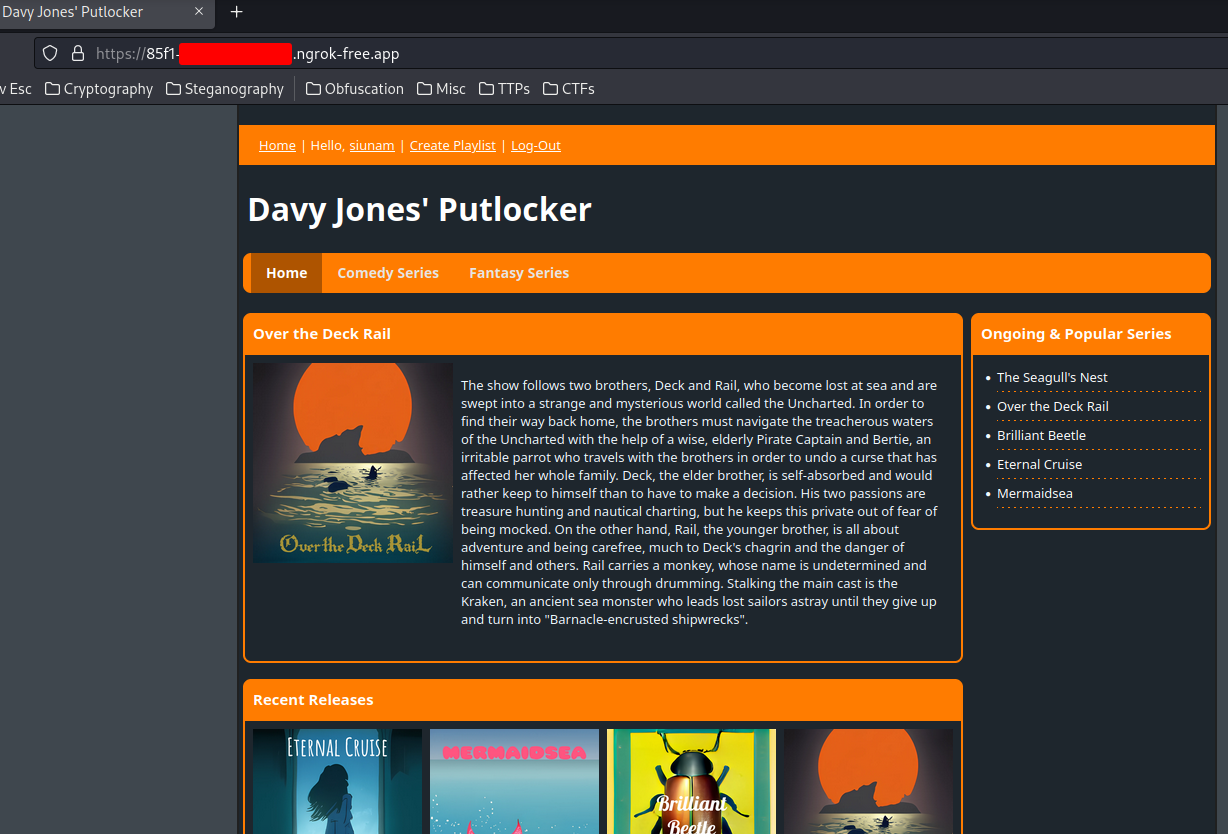 Davy Jones' Putlocker × +
https://85f1- .ngrok-free.app
v Esc Cryptography Steganography Obfuscation Misc TTPs CTFs
Home | Hello, siunam | Create Playlist | Log-Out
Davy Jones' Putlocker
Home Comedy Series Fantasy Series
Over the Deck Rail
Over the Deck Rail
The show follows two brothers, Deck and Rail, who become lost at sea and are
swept into a strange and mysterious world called the Uncharted. In order to
find their way back home, the brothers must navigate the treacherous waters
of the Uncharted with the help of a wise, elderly Pirate Captain and Bertie, an
irritable parrot who travels with the brothers in order to undo a curse that has
affected her whole family. Deck, the elder brother, is self-absorbed and would
rather keep to himself than to have to make a decision. His two passions are
treasure hunting and nautical charting, but he keeps this private out of fear of
being mocked. On the other hand, Rail, the younger brother, is all about
adventure and being carefree, much to Deck's chagrin and the danger of
himself and others. Rail carries a monkey, whose name is undetermined and
can communicate only through drumming. Stalking the main cast is the
Kraken, an ancient sea monster who leads lost sailors astray until they give up
and turn into "Barnacle-encrusted shipwrecks".
Ongoing & Popular Series
The Seagull's Nest
Over the Deck Rail
Brilliant Beetle
Eternal Cruise
Mermaidsea
Recent Releases
ETERNAL CRUISE
MERMAIDSEA
Brilliant
Beetle